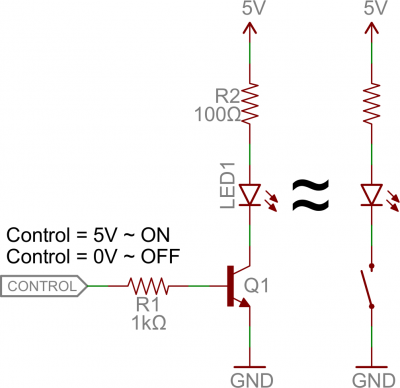 5V
5V
R2
100Ω
LED1
≈
Control = 5V ~ ON
Control = 0V ~ OFF
CONTROL
Q1
R1
1kΩ
GND
GND